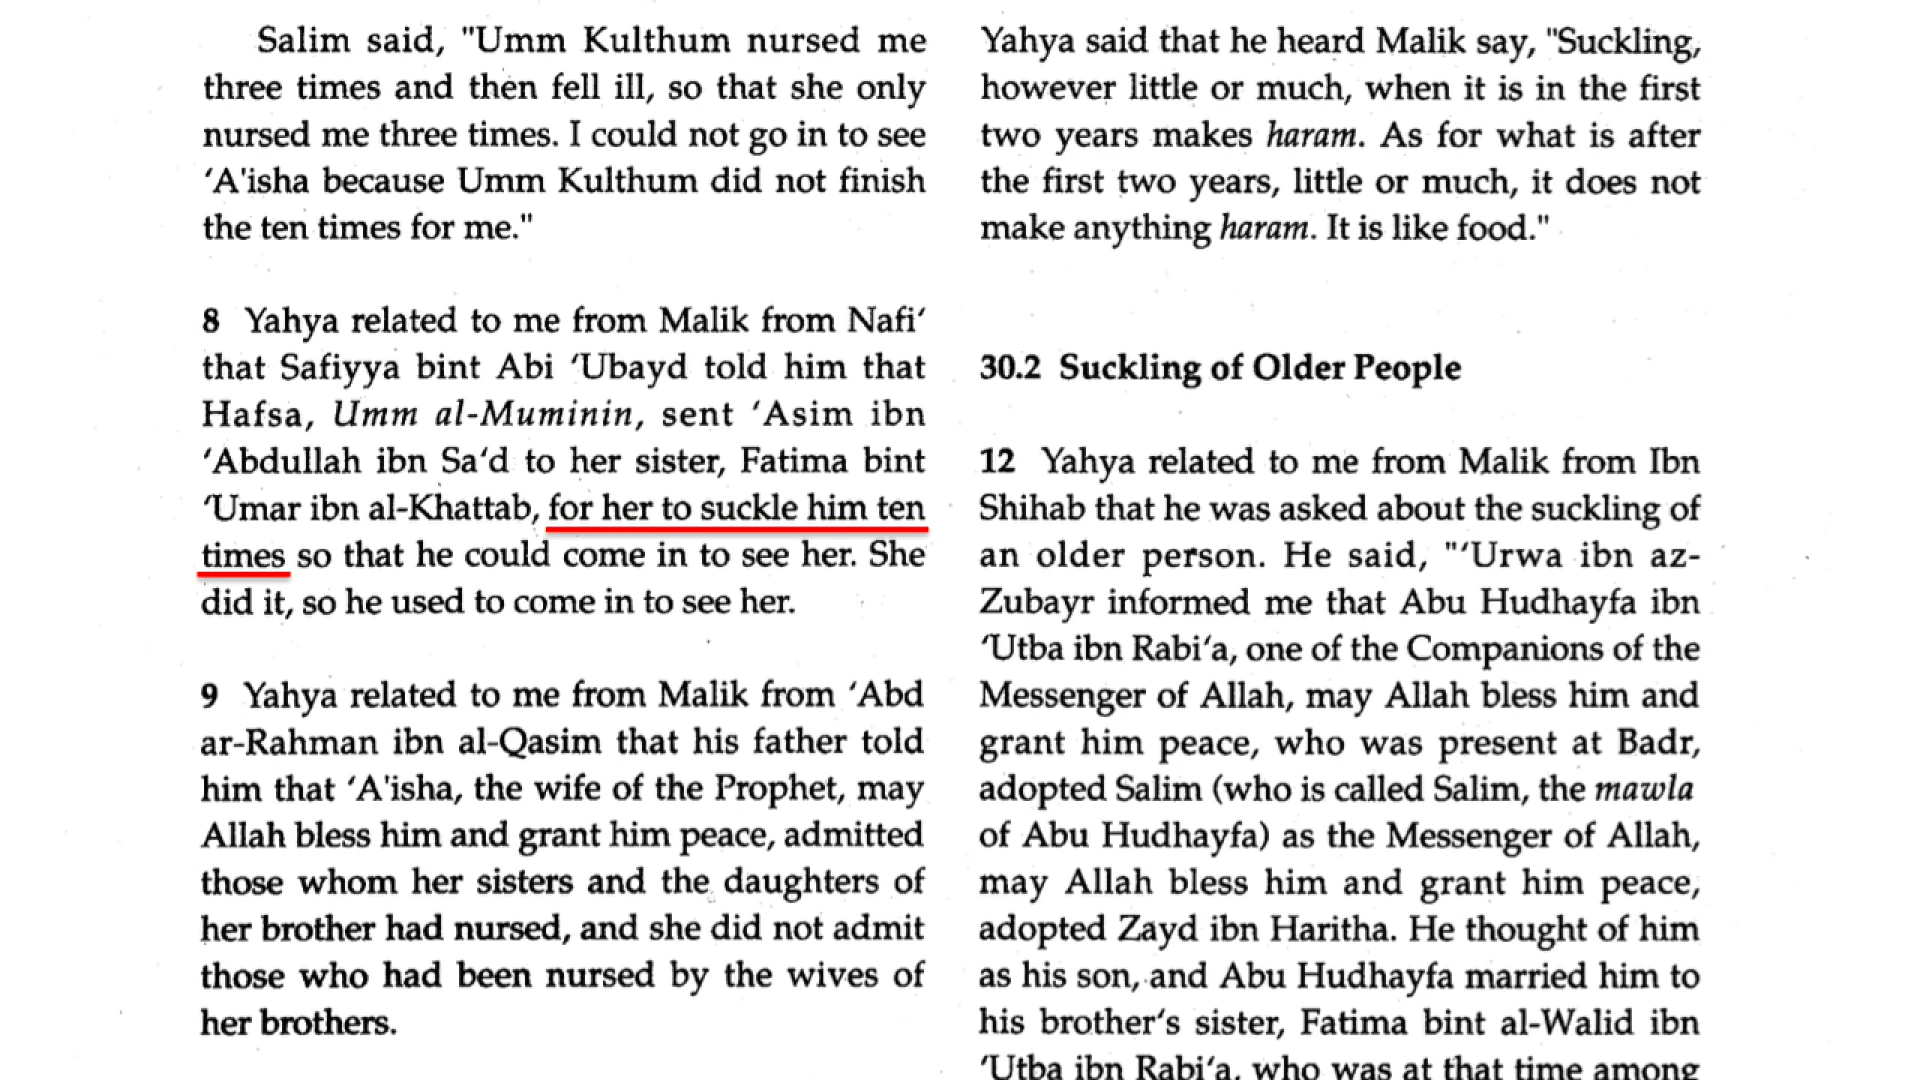 Salim said, "Umm Kulthum nursed me
three times and then fell ill, so that she only
nursed me three times. I could not go in to see
‘A'isha because Umm Kulthum did not finish
the ten times for me."
8 Yahya related to me from Malik from Nafi‘
that Safiyya bint Abi ‘Ubayd told him that
Hafsa, Umm al-Muminin, sent ‘Asim ibn
‘Abdullah ibn Sa‘d to her sister, Fatima bint
‘Umar ibn al-Khattab, for her to suckle him ten
times so that he could come in to see her. She
did it, so he used to come in to see her.
9 Yahya related to me from Malik from ‘Abd
ar-Rahman ibn al-Qasim that his father told
him that ‘A'isha, the wife of the Prophet, may
Allah bless him and grant him peace, admitted
those whom her sisters and the daughters of
her brother had nursed, and she did not admit
those who had been nursed by the wives of
her brothers.
Yahya said that he heard Malik say, "Suckling,
however little or much, when it is in the first
two years makes haram. As for what is after
the first two years, little or much, it does not
make anything haram. It is like food."
30.2 Suckling of Older People
12 Yahya related to me from Malik from Ibn
Shihab that he was asked about the suckling of
an older person. He said, "‘Urwa ibn az-
Zubayr informed me that Abu Hudhayfa ibn
‘Utba ibn Rabi‘a, one of the Companions of the
Messenger of Allah, may Allah bless him and
grant him peace, who was present at Badr,
adopted Salim (who is called Salim, the mawla
of Abu Hudhayfa) as the Messenger of Allah,
may Allah bless him and grant him peace,
adopted Zayd ibn Haritha. He thought of him
as his son, and Abu Hudhayfa married him to
his brother's sister, Fatima bint al-Walid ibn
‘Utba ibn Rabi‘a, who was at that time among